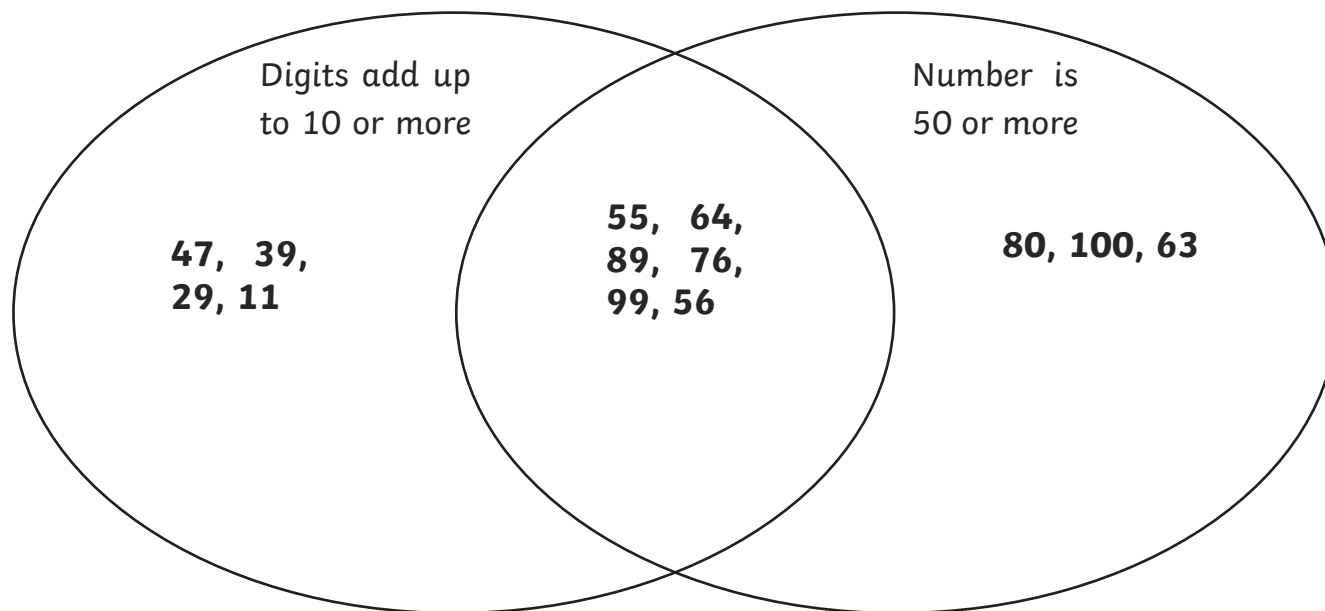 Digits add up
to 10 or more
Number is
50 or more
47, 39,
29, 11
55, 64,
89, 76,
99, 56
80, 100, 63